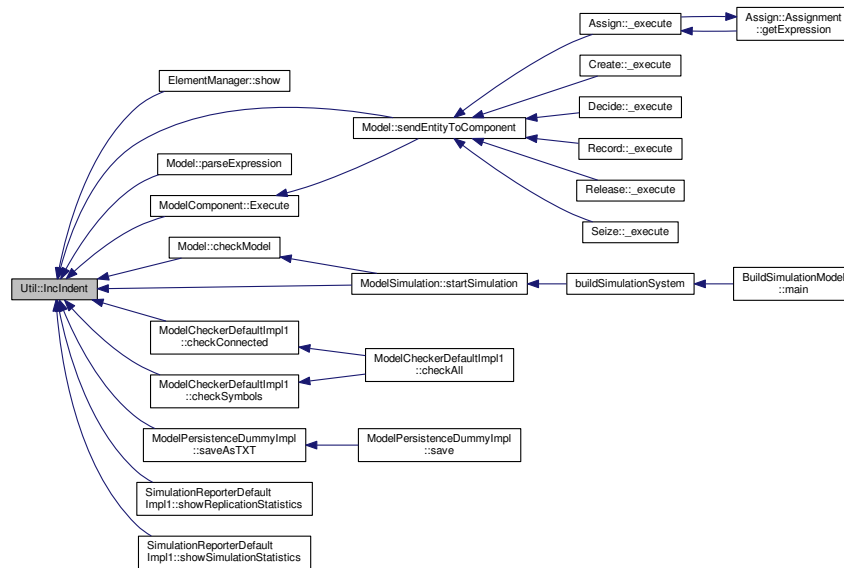 Assign::_execute
Assign::Assignment
::getExpression
Create::_execute
ElementManager::show
Decide::_execute
Model::sendEntityToComponent
Record::_execute
Model::parseExpression
Release::_execute
ModelComponent::Execute
Seize::_execute
Model::checkModel
Util::IncIndent
ModelSimulation::startSimulation
buildSimulationSystem
BuildSimulationModel
::main
ModelCheckerDefaultImpl1
::checkConnected
ModelCheckerDefaultImpl1
::checkAll
ModelCheckerDefaultImpl1
::checkSymbols
ModelPersistenceDummyImpl
::saveAsTXT
ModelPersistenceDummyImpl
::save
SimulationReporterDefault
Impl1::showReplicationStatistics
SimulationReporterDefault
Impl1::showSimulationStatistics